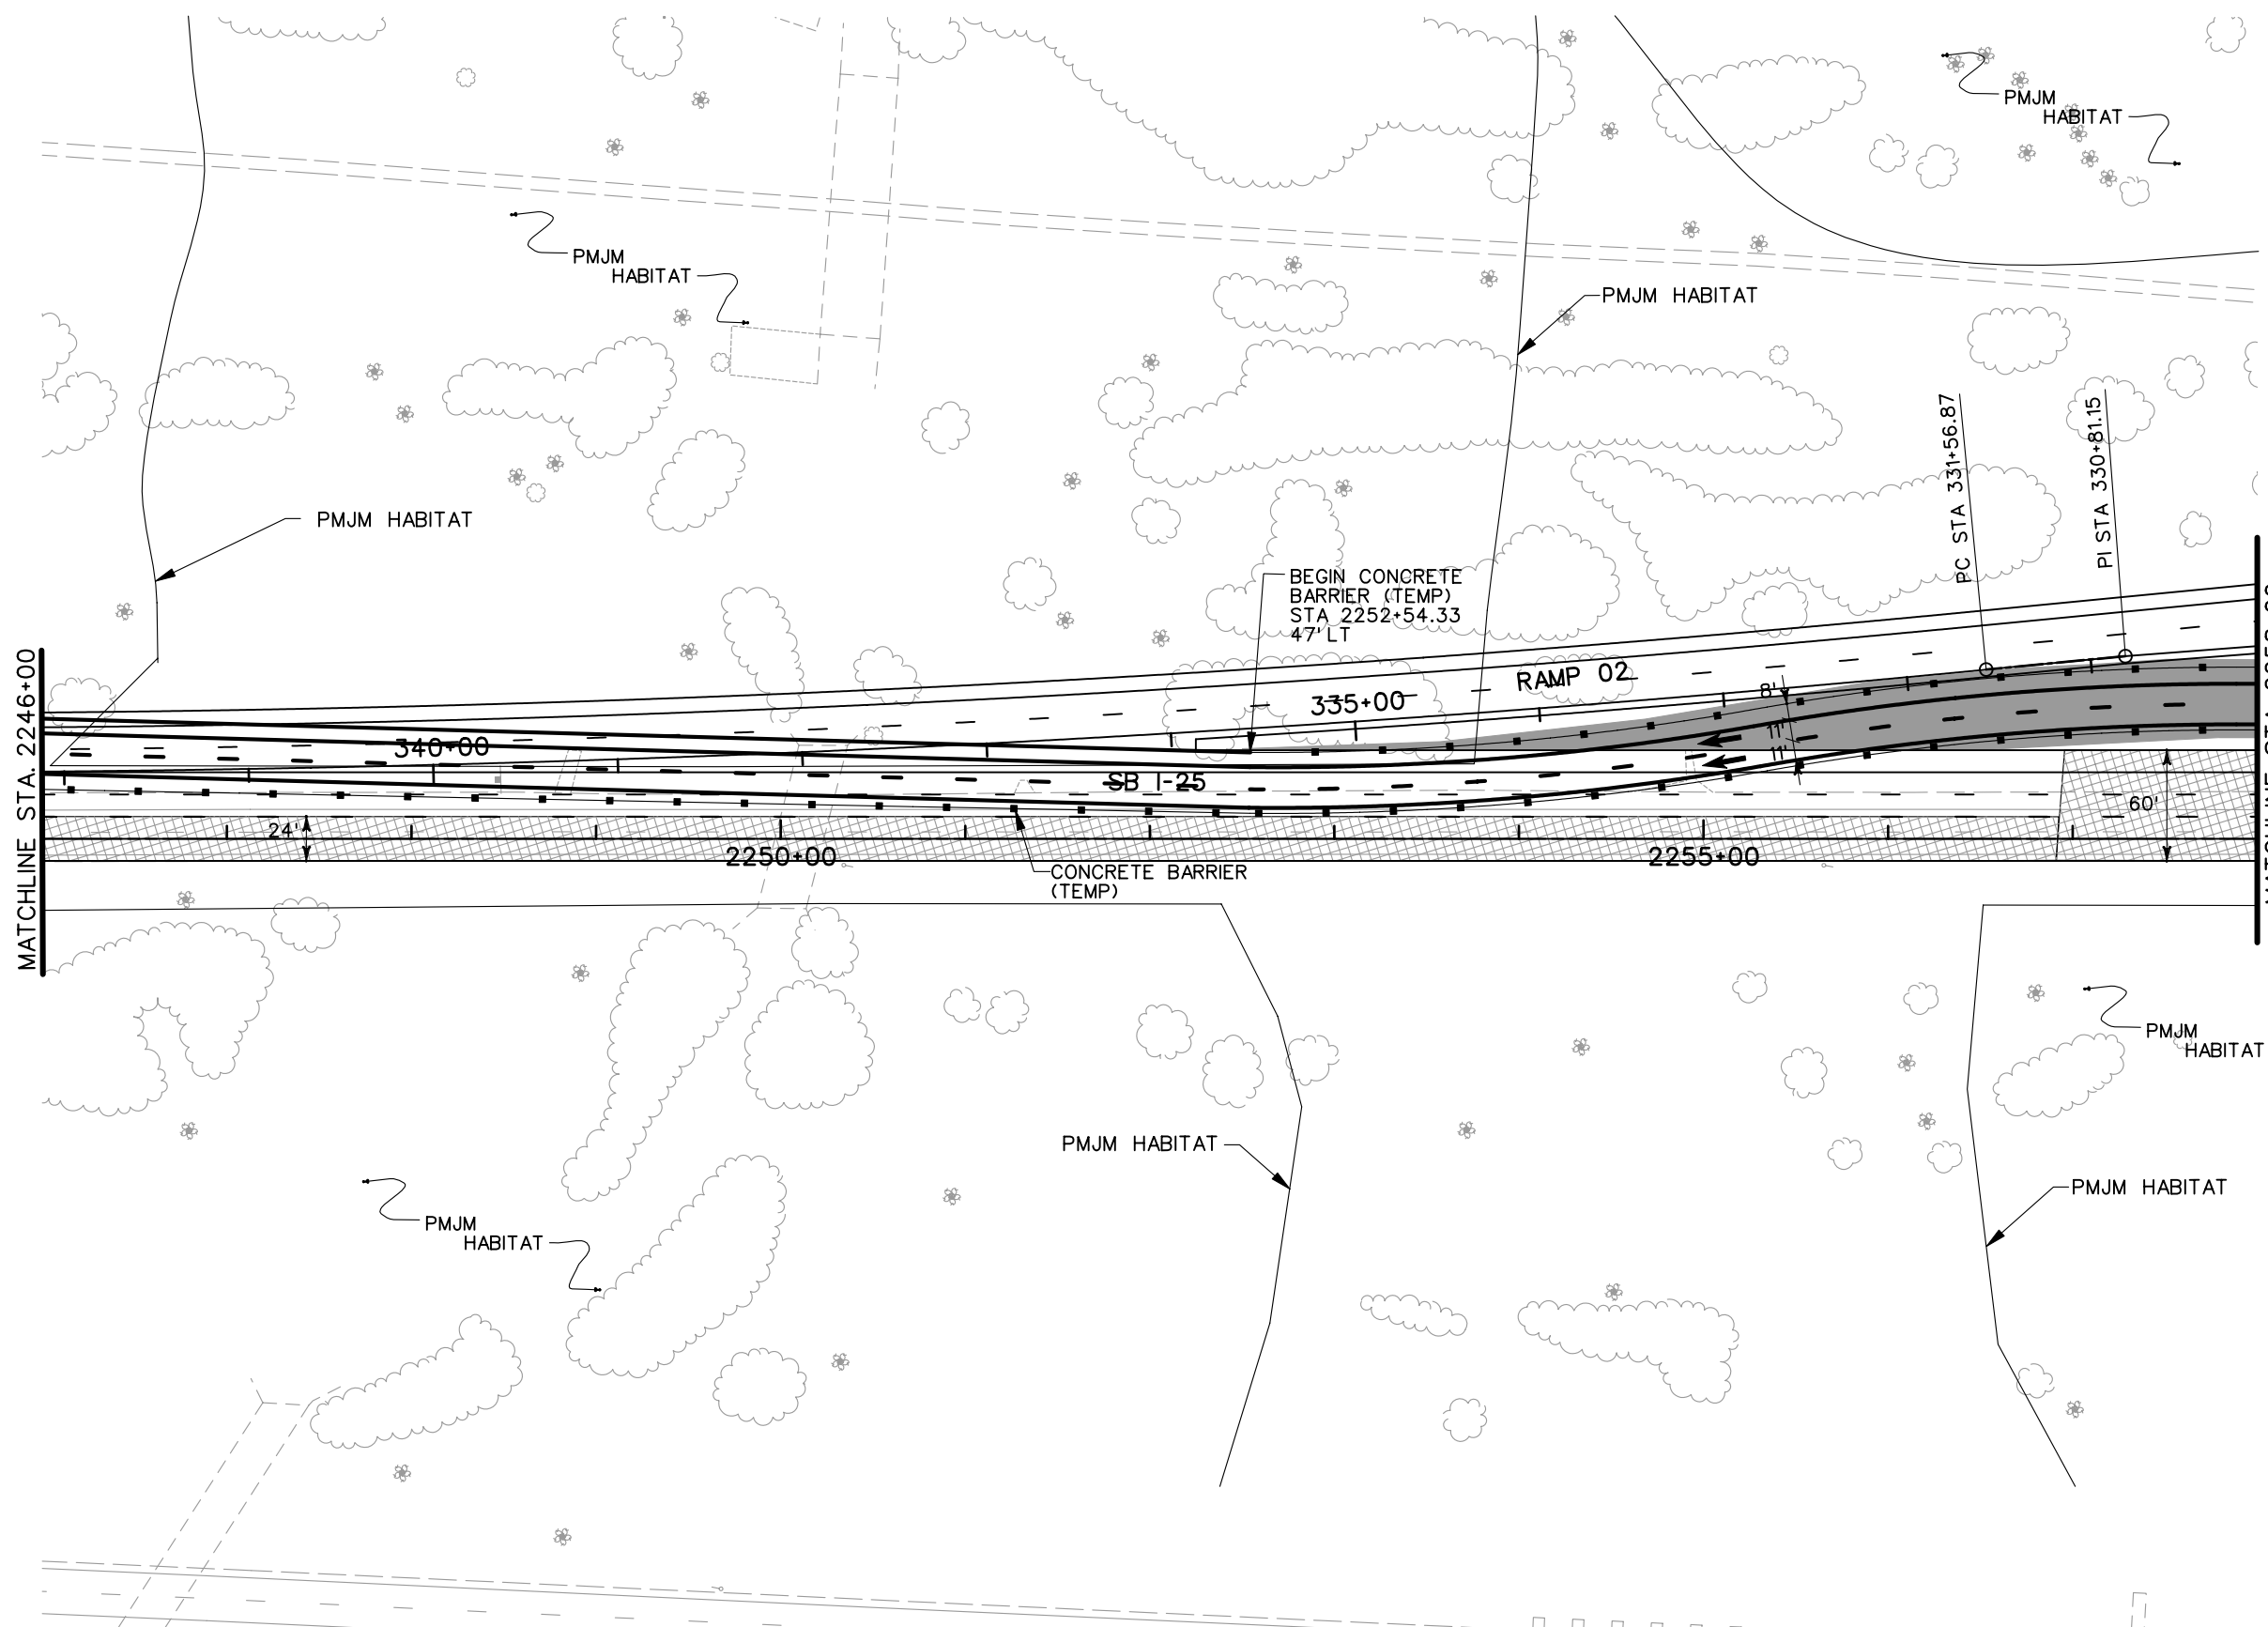 PMJM
HABITAT
PMJM
HABITAT
PMJM HABITAT
PMJM HABITAT
PC STA 331+56.87
PI STA 330+81.15
BEGIN CONCRETE
BARRIER (TEMP)
STA 2252+54.33
47' LT
RAMP 02
335+00
340+00
SB I-25
8'
11'
11'
24'
60'
2250+00
2255+00
CONCRETE BARRIER
(TEMP)
MATCHLINE STA. 2246+00
PMJM
HABITAT
PMJM HABITAT
PMJM HABITAT
PMJM
HABITAT